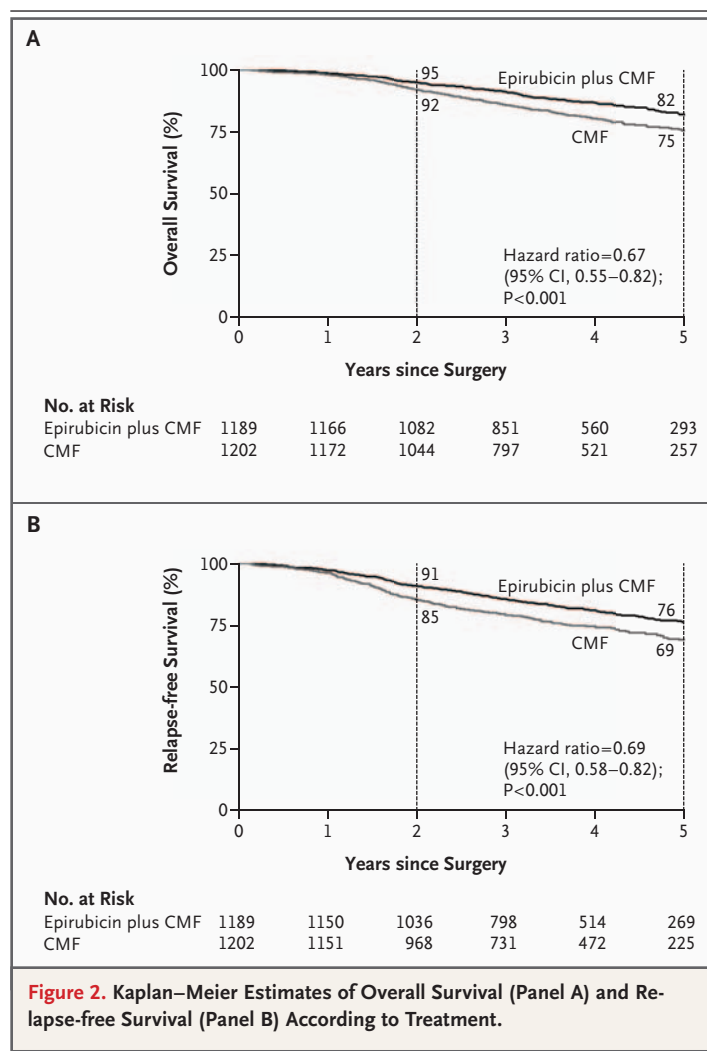 A
100
75
50
25
0
Overall Survival (%)
95
92
Epirubicin plus CMF
82
CMF
75
Hazard ratio=0.67
(95% CI, 0.55–0.82);
P<0.001
0 1 2 3 4 5
Years since Surgery
No. at Risk
Epirubicin plus CMF 1189 1166 1082 851 560 293
CMF 1202 1172 1044 797 521 257
B
100
75
50
25
0
Relapse-free Survival (%)
91
85
Epirubicin plus CMF
76
CMF
69
Hazard ratio=0.69
(95% CI, 0.58–0.82);
P<0.001
0 1 2 3 4 5
Years since Surgery
No. at Risk
Epirubicin plus CMF 1189 1150 1036 798 514 269
CMF 1202 1151 968 731 472 225
Figure 2. Kaplan–Meier Estimates of Overall Survival (Panel A) and Re-
lapse-free Survival (Panel B) According to Treatment.